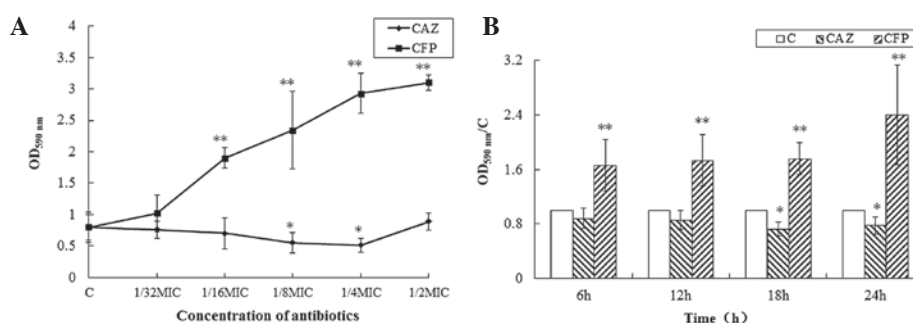 A
CAZ
CFP
4
3.5
3
2.5
2
1.5
1
0.5
0
OD590 nm
**
**
**
**
*
*
C 1/32MIC 1/16MIC 1/8MIC 1/4MIC 1/2MIC
Concentration of antibiotics
B
C CAZ CFP
3.2
2.4
1.6
0.8
0
OD590 nm/C
**
**
**
*
**
*
6h 12h 18h 24h
Time（h）